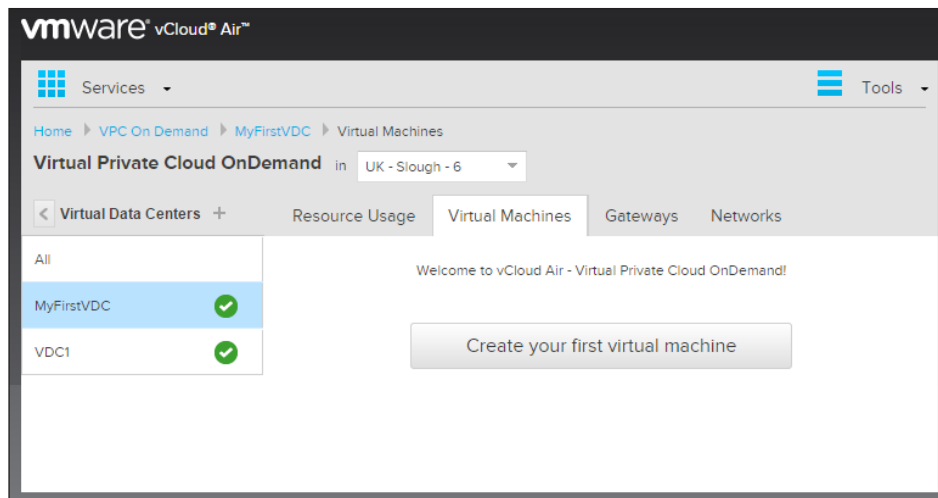 vmware® vCloud® Air™
Services Tools
Home VPC On Demand MyFirstVDC Virtual Machines
Virtual Private Cloud OnDemand in UK - Slough - 6
Virtual Data Centers + Resource Usage Virtual Machines Gateways Networks
All
MyFirstVDC
VDC1
Welcome to vCloud Air - Virtual Private Cloud OnDemand!
Create your first virtual machine